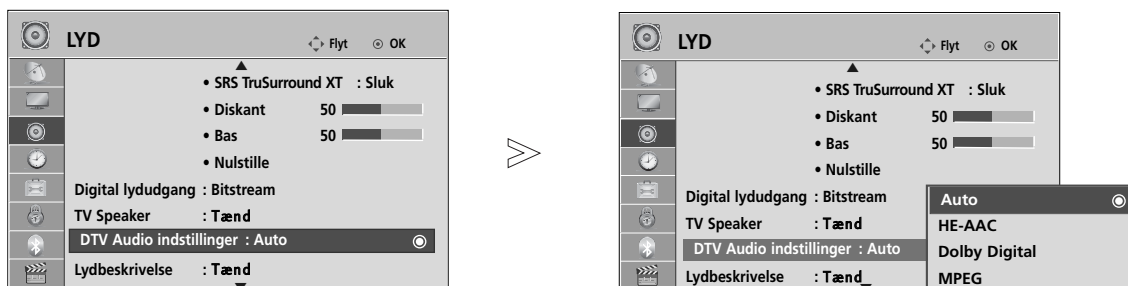 LYD
Flyt OK
• SRS TruSurround XT : Sluk
• Diskant 50
• Bas 50
• Nulstille
Digital lydudgang : Bitstream
TV Speaker : Tænd
DTV Audio indstillinger : Auto
Lydbeskrivelse : Tænd
LYD
Flyt OK
• SRS TruSurround XT : Sluk
• Diskant 50
• Bas 50
• Nulstille
Digital lydudgang : Bitstream
TV Speaker : Tænd
DTV Audio indstillinger : Auto
Lydbeskrivelse : Tænd
Auto
HE-AAC
Dolby Digital
MPEG